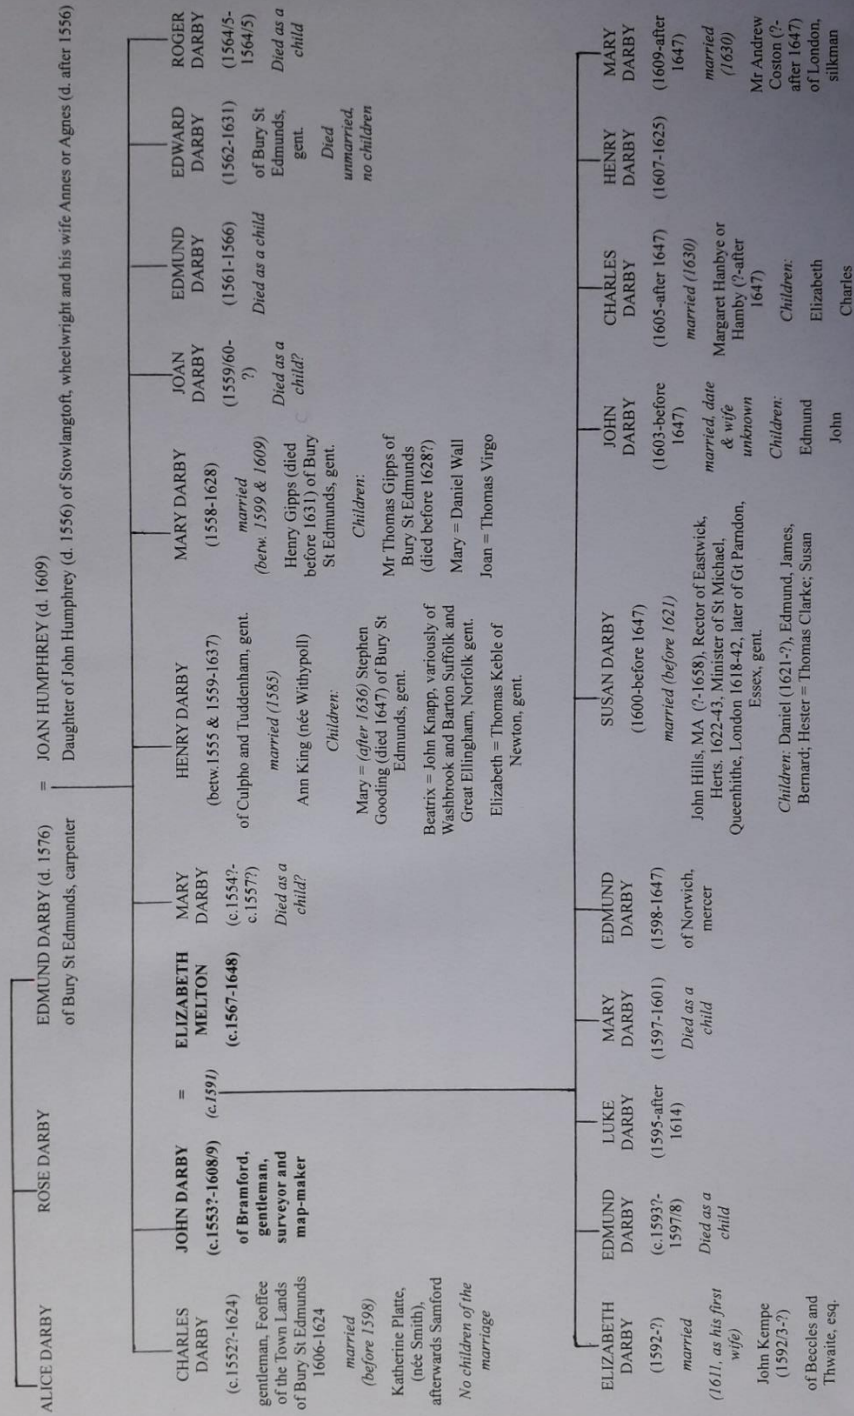 ALICE DARBY
ROSE DARBY
EDMUND DARBY (d. 1576)
of Bury St Edmunds, carpenter
=
JOAN HUMPHREY (d. 1609)
Daughter of John Humphrey (d. 1556) of Stowlangtoft, wheelwright and his wife Annes or Agnes (d. after 1556)
CHARLES
DARBY
(c.1552?-1624)
gentleman, Feoffee
of the Town Lands
of Bury St Edmunds
1606-1624
married
(before 1598)
Katherine Platte,
(née Smith),
afterwards Samford
No children of the
marriage
JOHN DARBY
(c.1553?-1608/9)
of Bramford,
gentleman,
surveyor and
map-maker
=
(c.1591)
ELIZABETH
MELTON
(c.1567-1648)
MARY
DARBY
(c.1554?-
c.1557?)
Died as a
child?
HENRY DARBY
(betw.1555 & 1559-1637)
of Culpho and Tuddenham, gent.
married (1585)
Ann King (née Withypoll)
Children:
Mary = (after 1636) Stephen
Gooding (died 1647) of Bury St
Edmunds, gent.
Beatrix = John Knapp, variously of
Washbrook and Barton Suffolk and
Great Ellingham, Norfolk gent.
Elizabeth = Thomas Keble of
Newton, gent.
MARY DARBY
(1558-1628)
married
(betw. 1599 & 1609)
Henry Gipps (died
before 1631) of Bury
St Edmunds, gent.
Children:
Mr Thomas Gipps of
Bury St Edmunds
(died before 1628?)
Mary = Daniel Wall
Joan = Thomas Virgo
JOAN
DARBY
(1559/60-
?)
Died as a
child?
EDMUND
DARBY
(1561-1566)
Died as a child
EDWARD
DARBY
(1562-1631)
of Bury St
Edmunds,
gent.
Died
unmarried,
no children
ROGER
DARBY
(1564/5-
1564/5)
Died as a
child
ELIZABETH
DARBY
(1592-?)
married
(1611, as his first
wife)
John Kempe
(1592/3-?)
of Beccles and
Thwaite, esq.
EDMUND
DARBY
(c.1593?-
1597/8)
Died as a
child
LUKE
DARBY
(1595-after
1614)
MARY
DARBY
(1597-1601)
Died as a
child
EDMUND
DARBY
(1598-1647)
of Norwich,
mercer
SUSAN DARBY
(1600-before 1647)
married (before 1621)
John Hills, MA (?-1658), Rector of Eastwick,
Herts. 1622-43, Minister of St Michael,
Queenhithe, London 1618-42, later of Gt Parndon,
Essex, gent.
Children: Daniel (1621-?), Edmund, James,
Bernard; Hester = Thomas Clarke; Susan
JOHN
DARBY
(1603-before
1647)
married, date
& wife
unknown
Children:
Edmund
John
CHARLES
DARBY
(1605-after 1647)
married (1630)
Margaret Hanbye or
Hamby (?-after
1647)
Children:
Elizabeth
Charles
HENRY
DARBY
(1607-1625)
MARY
DARBY
(1609-after
1647)
married
(1630)
Mr Andrew
Coston (?-
after 1647)
of London,
silkman